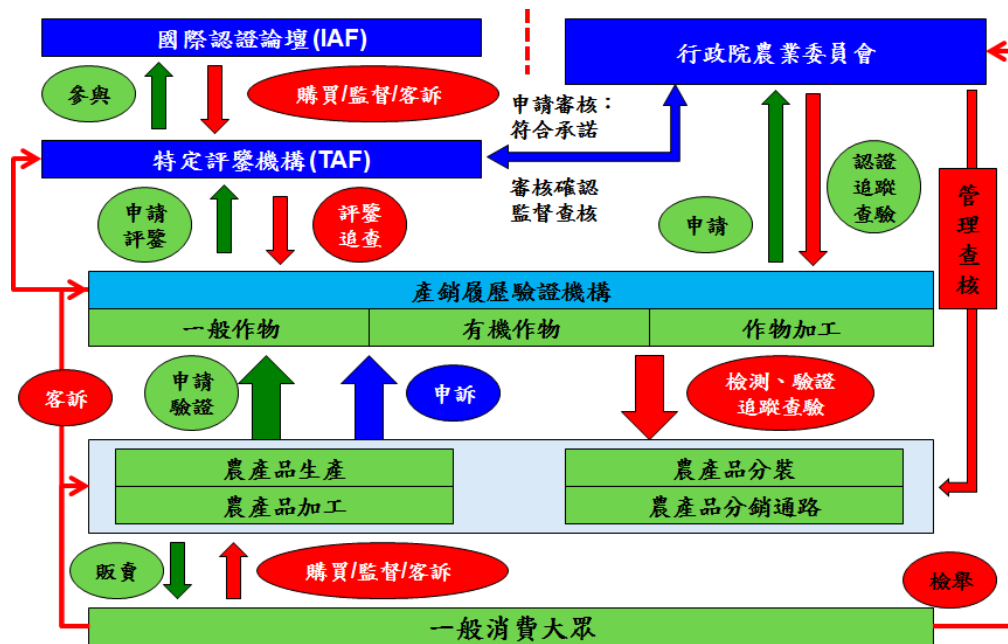 國際認證論壇(IAF)
行政院農業委員會
參與
購買/監督/客訴
申請審核：
符合承諾
特定評鑒機構(TAF)
審核確認
監督查核
申請
評鑒
評鑒
追查
申請
認證
追蹤
查驗
管
理
查
核
產銷履歷驗證機構
一般作物
有機作物
作物加工
客訴
申請
驗證
申訴
檢測、驗證
追蹤查驗
農產品生產
農產品加工
農產品分裝
農產品分銷通路
販賣
購買/監督/客訴
檢舉
一般消費大眾